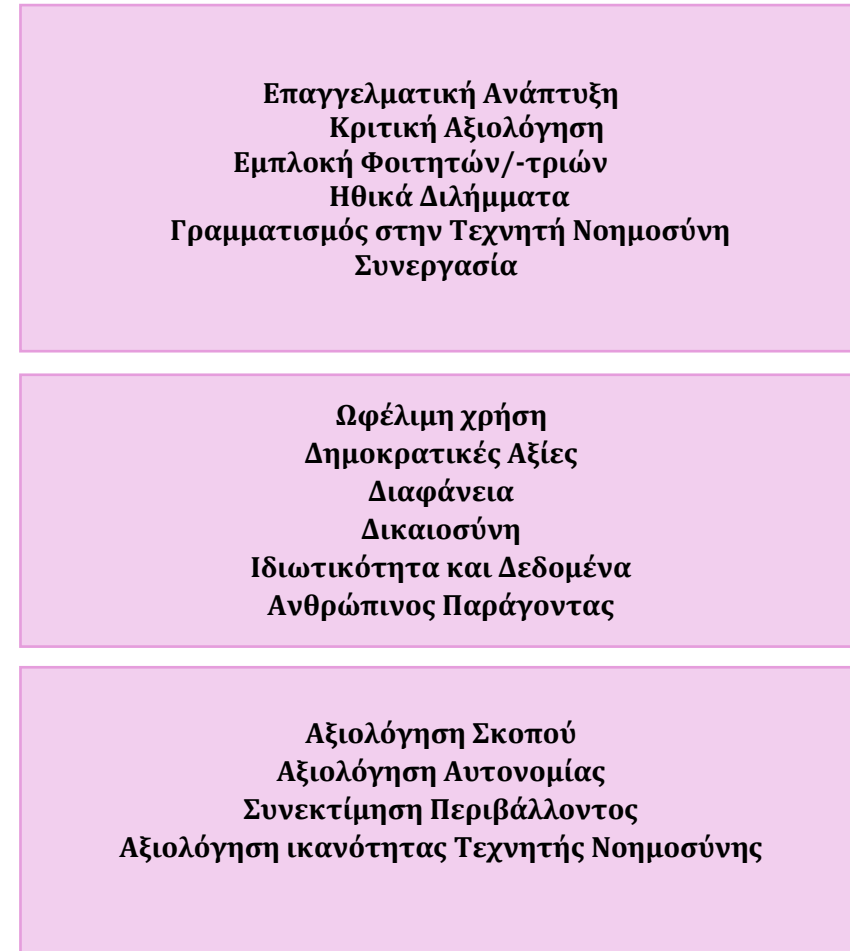 Επαγγελματική Ανάπτυξη
Κριτική Αξιολόγηση
Εμπλοκή Φοιτητών/-τριών
Ηθικά Διλήμματα
Γραμματισμός στην Τεχνητή Νοημοσύνη
Συνεργασία
Ωφέλιμη χρήση
Δημοκρατικές Αξίες
Διαφάνεια
Δικαιοσύνη
Ιδιωτικότητα και Δεδομένα
Ανθρώπινος Παράγοντας
Αξιολόγηση Σκοπού
Αξιολόγηση Αυτονομίας
Συνεκτίμηση Περιβάλλοντος
Αξιολόγηση ικανότητας Τεχνητής Νοημοσύνης